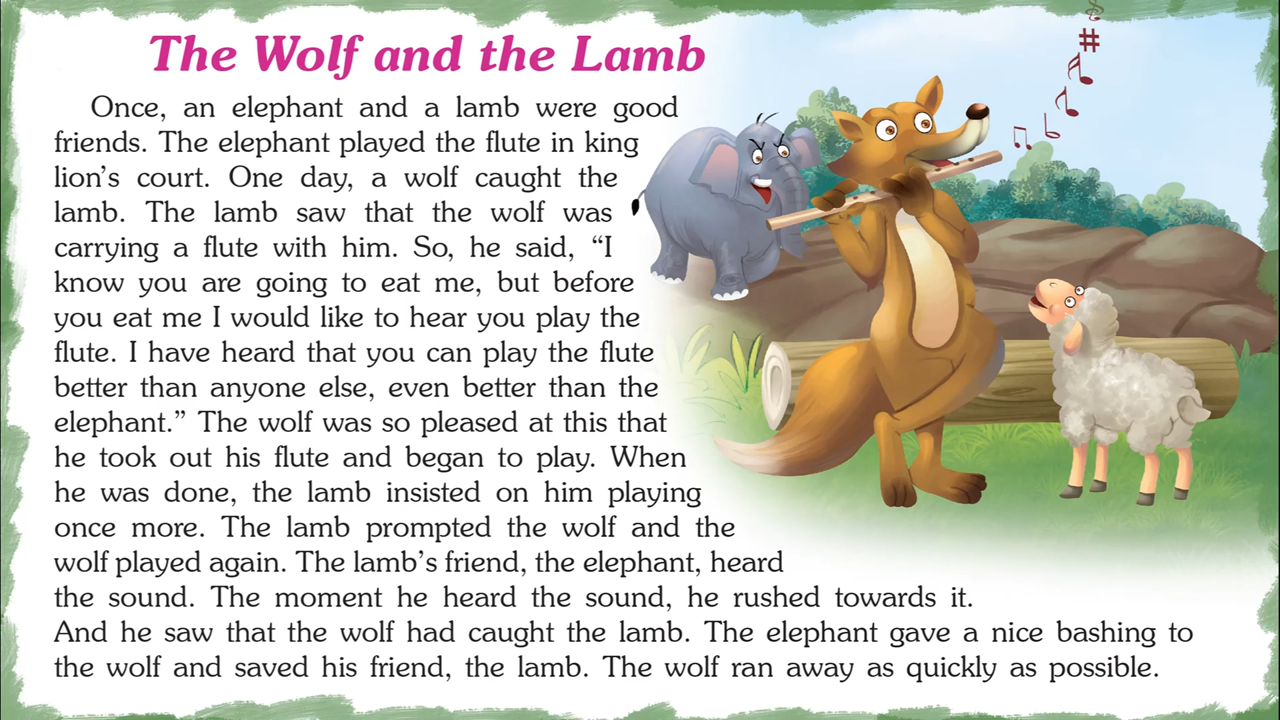 The Wolf and the Lamb
Once, an elephant and a lamb were good
friends. The elephant played the flute in king
lion's court. One day, a wolf caught the
lamb. The lamb saw that the wolf was
carrying a flute with him. So, he said, “I
know you are going to eat me, but before
you eat me I would like to hear you play the
flute. I have heard that you can play the flute
better than anyone else, even better than the
elephant.” The wolf was so pleased at this that
he took out his flute and began to play. When
he was done, the lamb insisted on him playing
once more. The lamb prompted the wolf and the
wolf played again. The lamb's friend, the elephant, heard
the sound. The moment he heard the sound, he rushed towards it.
And he saw that the wolf had caught the lamb. The elephant gave a nice bashing to
the wolf and saved his friend, the lamb. The wolf ran away as quickly as possible.